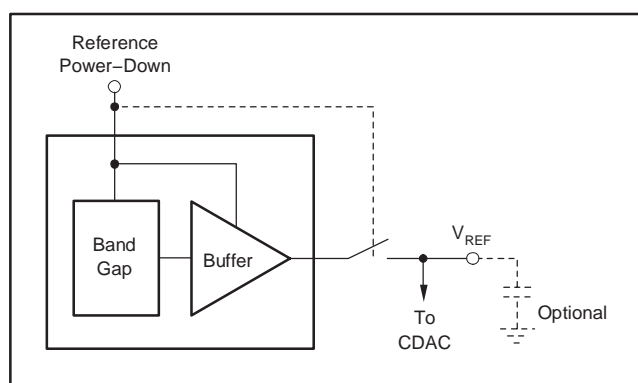 Reference
Power–Down
Band
Gap
Buffer
VREF
To
CDAC
Optional